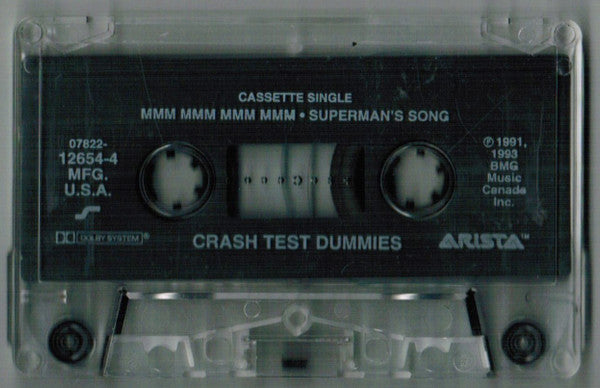 CASSETTE SINGLE
MMM MMM MMM MMM • SUPERMAN'S SONG
07822-
12654-4
MFG.
U.S.A.
℗ 1991,
1993
BMG
Music
Canada
Inc.
DOLBY SYSTEM®
CRASH TEST DUMMIES
ARISTA™